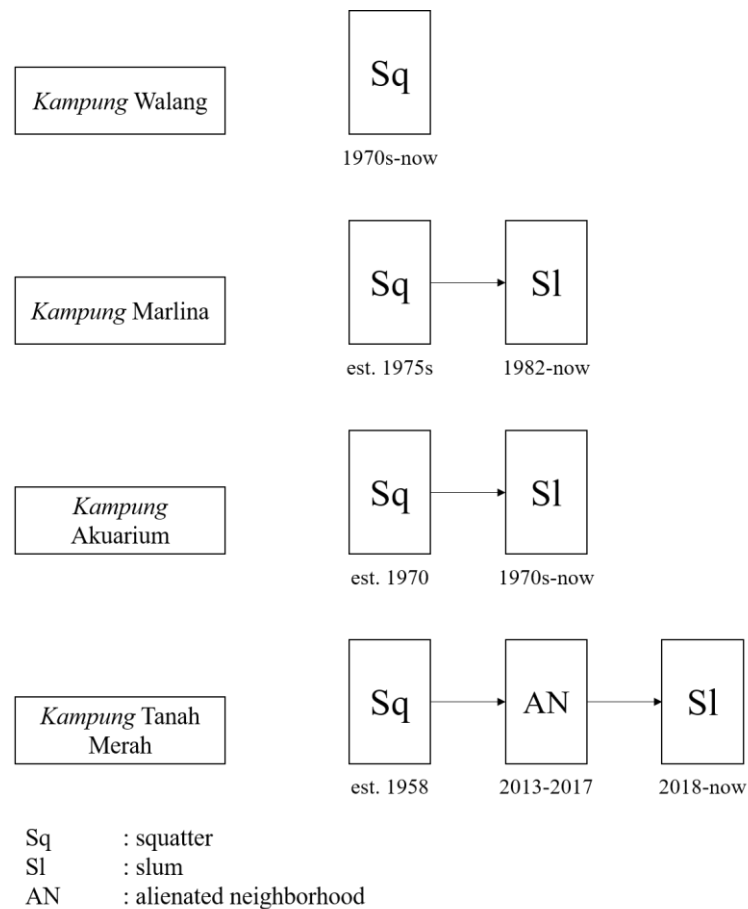 Sq
Kampung Walang
1970s-now
Sq
Sl
Kampung Marlina
est. 1975s
1982-now
Sq
Sl
Kampung
Akuarium
est. 1970
1970s-now
Sq
AN
Sl
Kampung Tanah
Merah
est. 1958
2013-2017
2018-now
Sq : squatter
Sl : slum
AN : alienated neighborhood